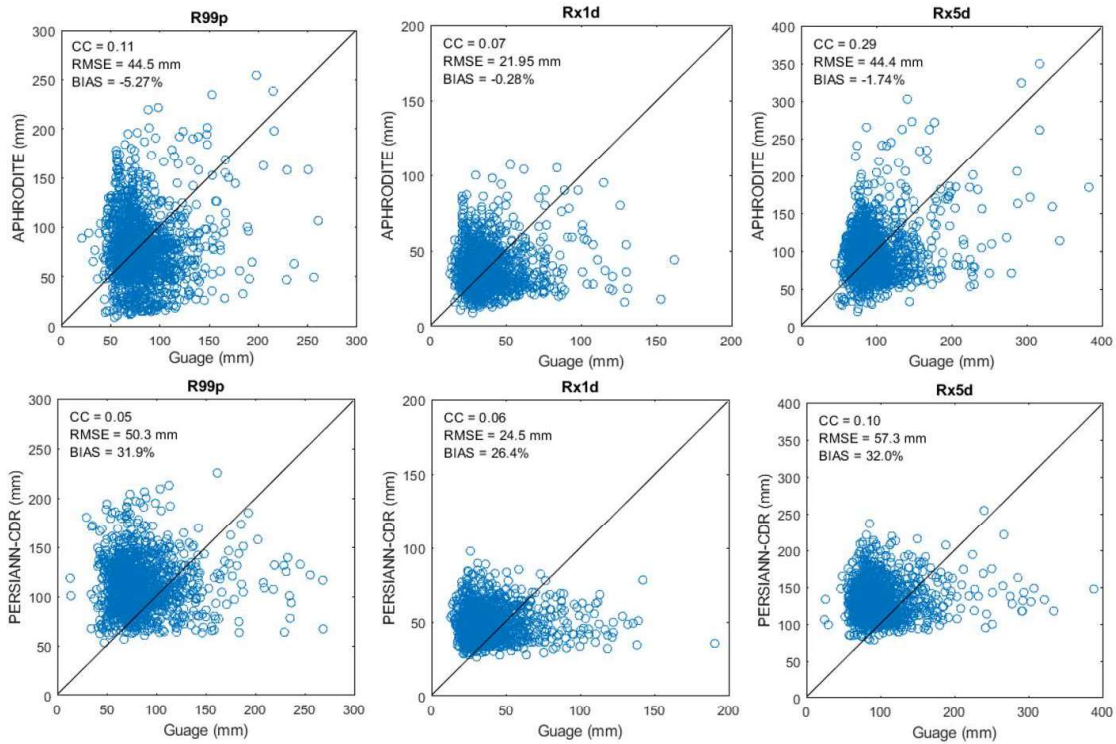 R99p
CC = 0.11
RMSE = 44.5 mm
BIAS = -5.27%
APHRODITE (mm)
300
250
200
150
100
50
0
0 50 100 150 200 250 300
Guage (mm)
Rx1d
CC = 0.07
RMSE = 21.95 mm
BIAS = -0.28%
APHRODITE (mm)
200
150
100
50
0
0 50 100 150 200
Guage (mm)
Rx5d
CC = 0.29
RMSE = 44.4 mm
BIAS = -1.74%
APHRODITE (mm)
400
350
300
250
200
150
100
50
0
0 100 200 300 400
Guage (mm)
R99p
CC = 0.05
RMSE = 50.3 mm
BIAS = 31.9%
PERSIANN-CDR (mm)
300
250
200
150
100
50
0
0 50 100 150 200 250 300
Guage (mm)
Rx1d
CC = 0.06
RMSE = 24.5 mm
BIAS = 26.4%
PERSIANN-CDR (mm)
200
150
100
50
0
0 50 100 150 200
Guage (mm)
Rx5d
CC = 0.10
RMSE = 57.3 mm
BIAS = 32.0%
PERSIANN-CDR (mm)
400
350
300
250
200
150
100
50
0
0 100 200 300 400
Guage (mm)